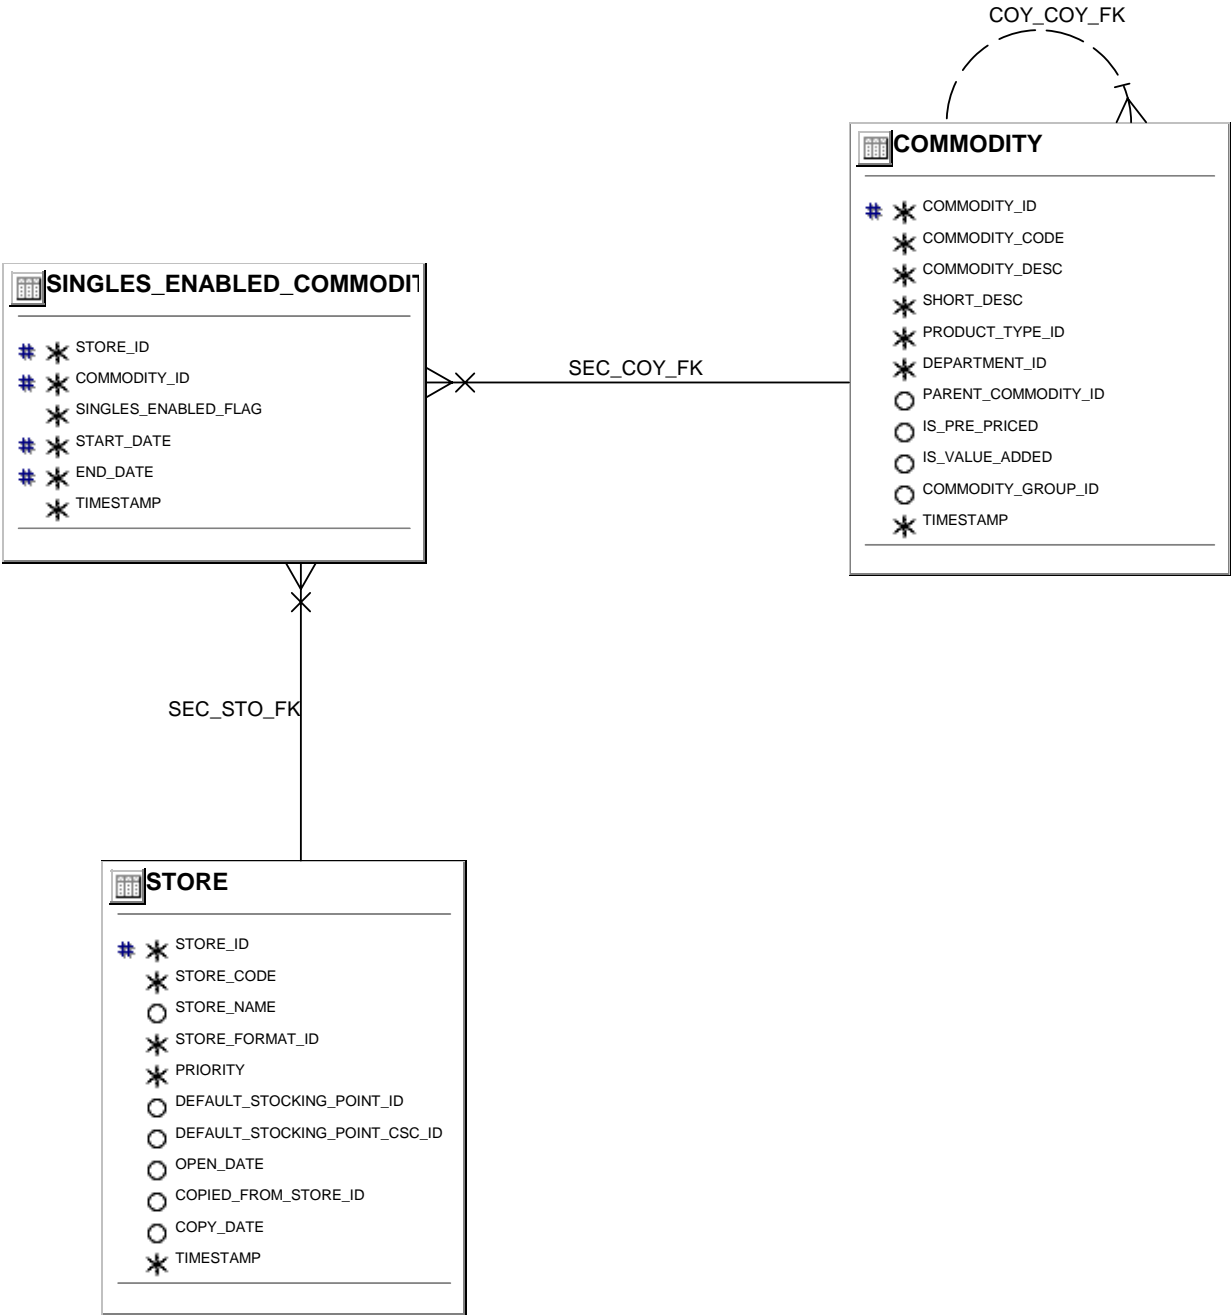 COY_COY_FK
COMMODITY
# * COMMODITY_ID
* COMMODITY_CODE
* COMMODITY_DESC
* SHORT_DESC
* PRODUCT_TYPE_ID
* DEPARTMENT_ID
O PARENT_COMMODITY_ID
O IS_PRE_PRICED
O IS_VALUE_ADDED
O COMMODITY_GROUP_ID
* TIMESTAMP
SINGLES_ENABLED_COMMODIT
# * STORE_ID
# * COMMODITY_ID
* SINGLES_ENABLED_FLAG
# * START_DATE
# * END_DATE
* TIMESTAMP
SEC_COY_FK
SEC_STO_FK
STORE
# * STORE_ID
* STORE_CODE
O STORE_NAME
* STORE_FORMAT_ID
* PRIORITY
O DEFAULT_STOCKING_POINT_ID
O DEFAULT_STOCKING_POINT_CSC_ID
O OPEN_DATE
O COPIED_FROM_STORE_ID
O COPY_DATE
* TIMESTAMP